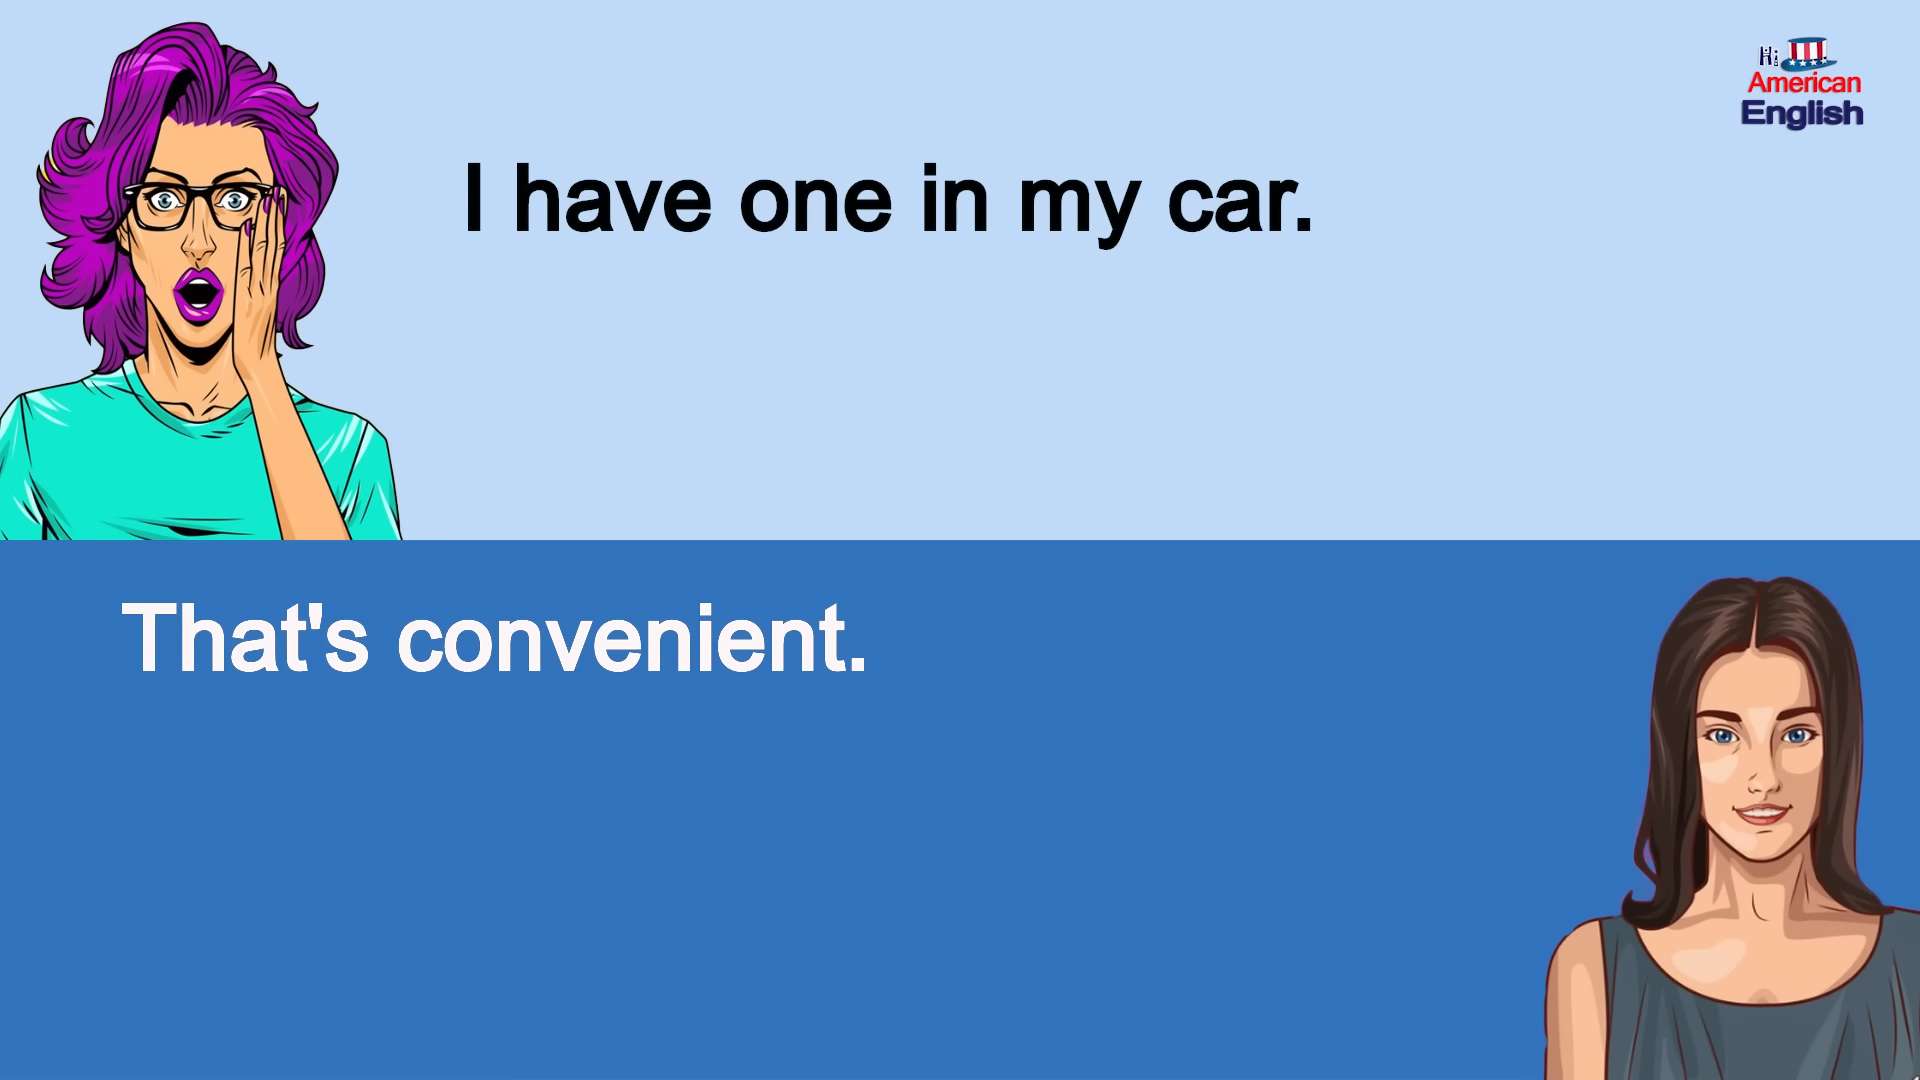 Hi
American
English
I have one in my car.
That's convenient.